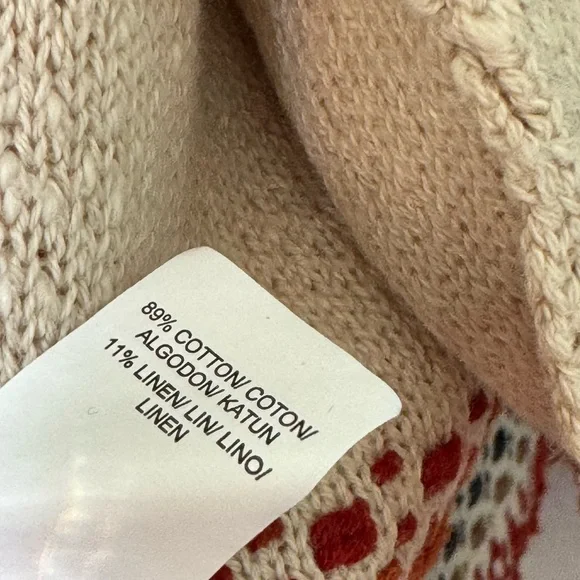 89% COTTON/ COTON/
ALGODON/ KATUN
11% LINEN/ LIN/ LINO/
LINEN